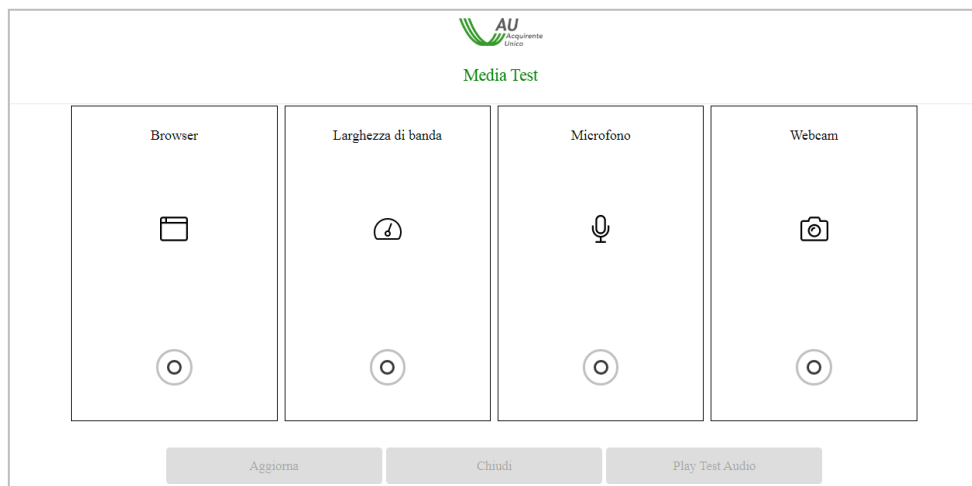 AU
Acquirente
Unico
Media Test
Browser
Larghezza di banda
Microfono
Webcam
Aggiorna
Chiudi
Play Test Audio